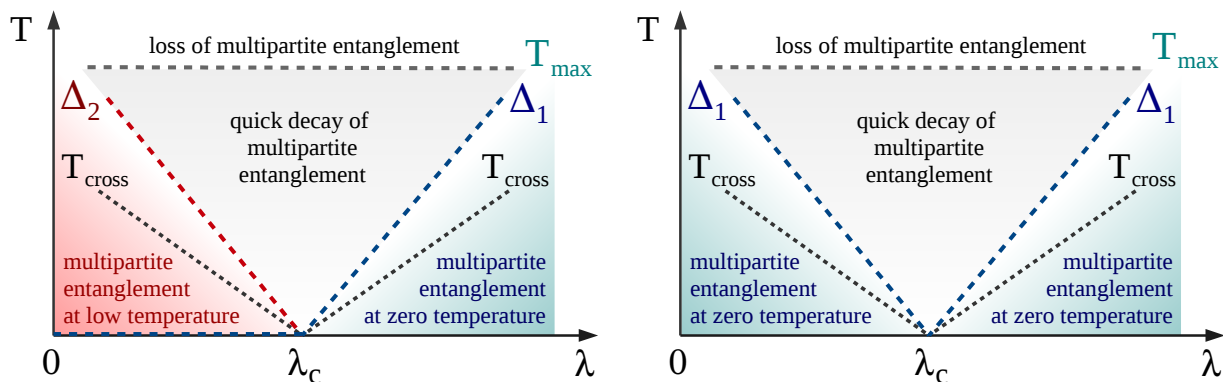 T
loss of multipartite entanglement
T_max
Δ_2
Δ_1
quick decay of
multipartite
entanglement
T_cross
T_cross
multipartite
entanglement
at low temperature
multipartite
entanglement
at zero temperature
0
λ_c
λ
T
loss of multipartite entanglement
T_max
Δ_1
Δ_1
quick decay of
multipartite
entanglement
T_cross
T_cross
multipartite
entanglement
at zero temperature
multipartite
entanglement
at zero temperature
0
λ_c
λ